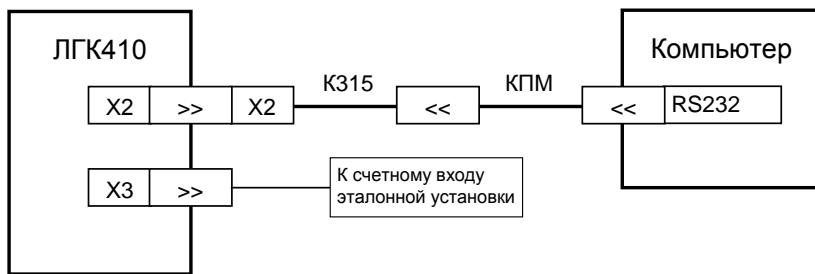 ЛГК410
Компьютер
К315
КПМ
X2
>>
X2
<<
<<
RS232
X3
>>
К счетному входу
эталонной установки